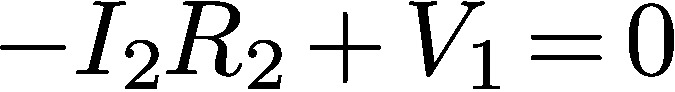 −I₂R₂ + V₁ = 0